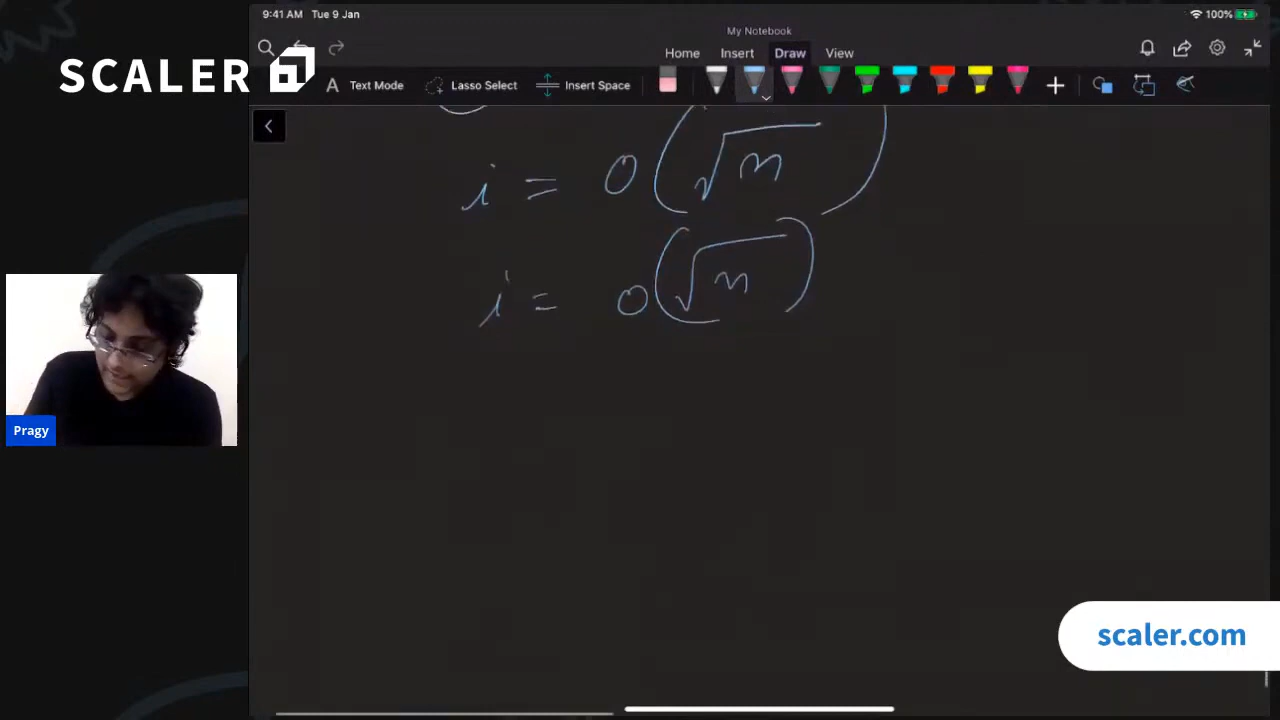 9:41 AM Tue 9 Jan
100%
My Notebook
SCALER
Home Insert Draw View
A Text Mode Lasso Select Insert Space
i = O(√n)
i = O(√n)
Pragy
scaler.com